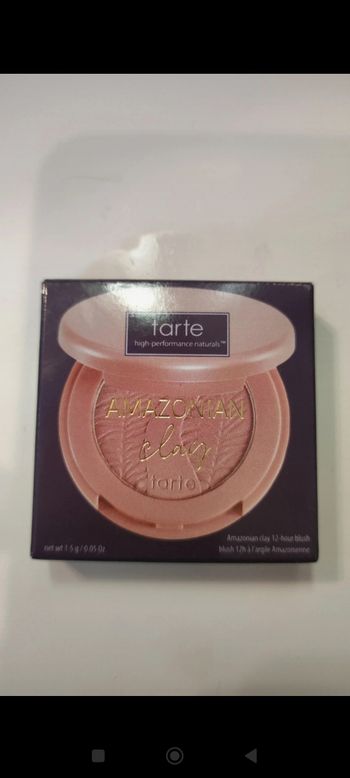 tarte
high-performance naturals™
AMAZONIAN
clay
tarte
Amazonian clay 12-hour blush
blush 12h à l'argile Amazonienne
net wt 1.5 g / 0.05 Oz